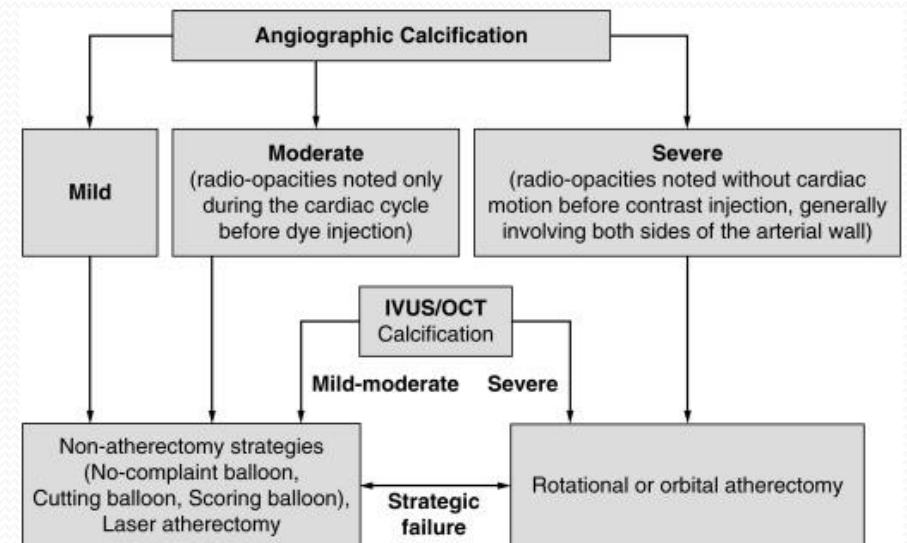 Angiographic Calcification
Mild
Moderate
(radio-opacities noted only
during the cardiac cycle
before dye injection)
Severe
(radio-opacities noted without cardiac
motion before contrast injection, generally
involving both sides of the arterial wall)
IVUS/OCT
Calcification
Mild-moderate
Severe
Non-atherectomy strategies
(No-complaint balloon,
Cutting balloon, Scoring balloon),
Laser atherectomy
Strategic
failure
Rotational or orbital atherectomy